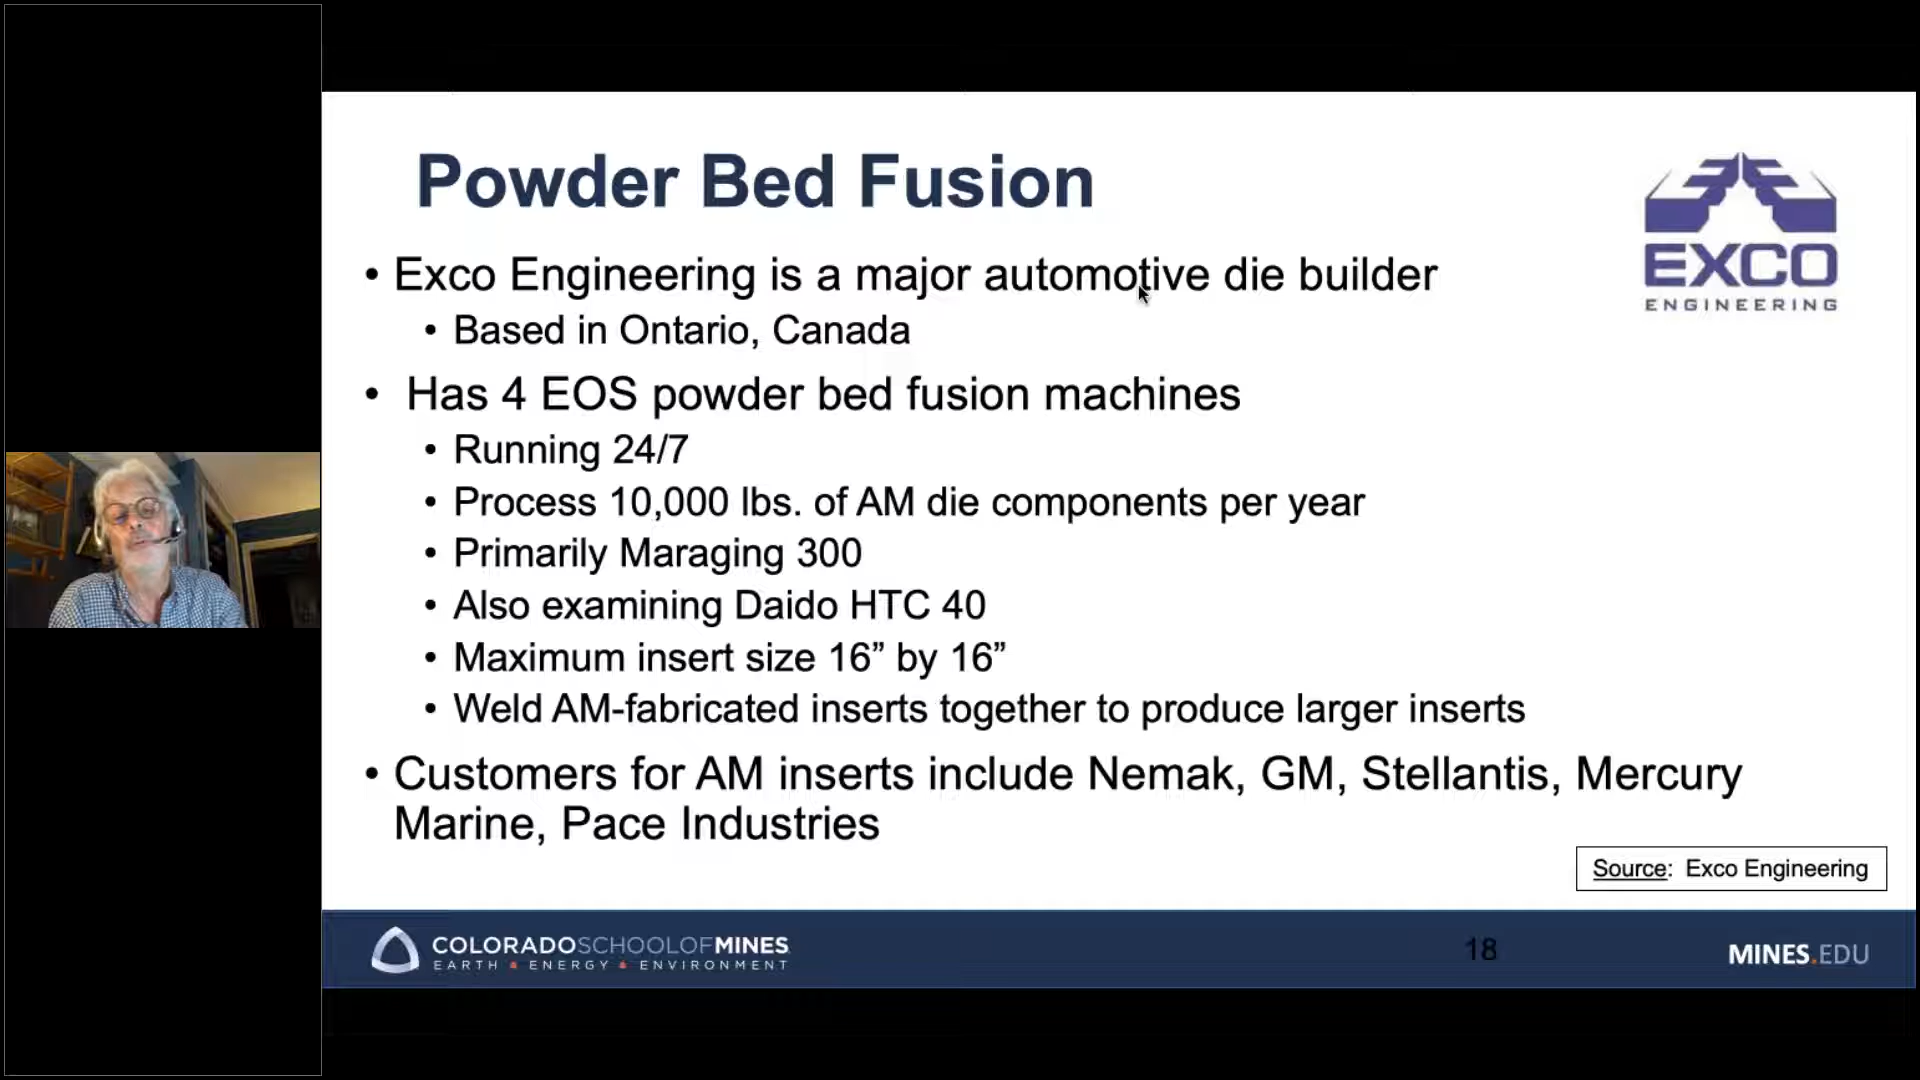 Powder Bed Fusion
EXCO
ENGINEERING
• Exco Engineering is a major automotive die builder
• Based in Ontario, Canada
• Has 4 EOS powder bed fusion machines
• Running 24/7
• Process 10,000 lbs. of AM die components per year
• Primarily Maraging 300
• Also examining Daido HTC 40
• Maximum insert size 16” by 16”
• Weld AM-fabricated inserts together to produce larger inserts
• Customers for AM inserts include Nemak, GM, Stellantis, Mercury
Marine, Pace Industries
Source: Exco Engineering
COLORADOSCHOOLOFMINES
EARTH • ENERGY • ENVIRONMENT
18
MINES.EDU